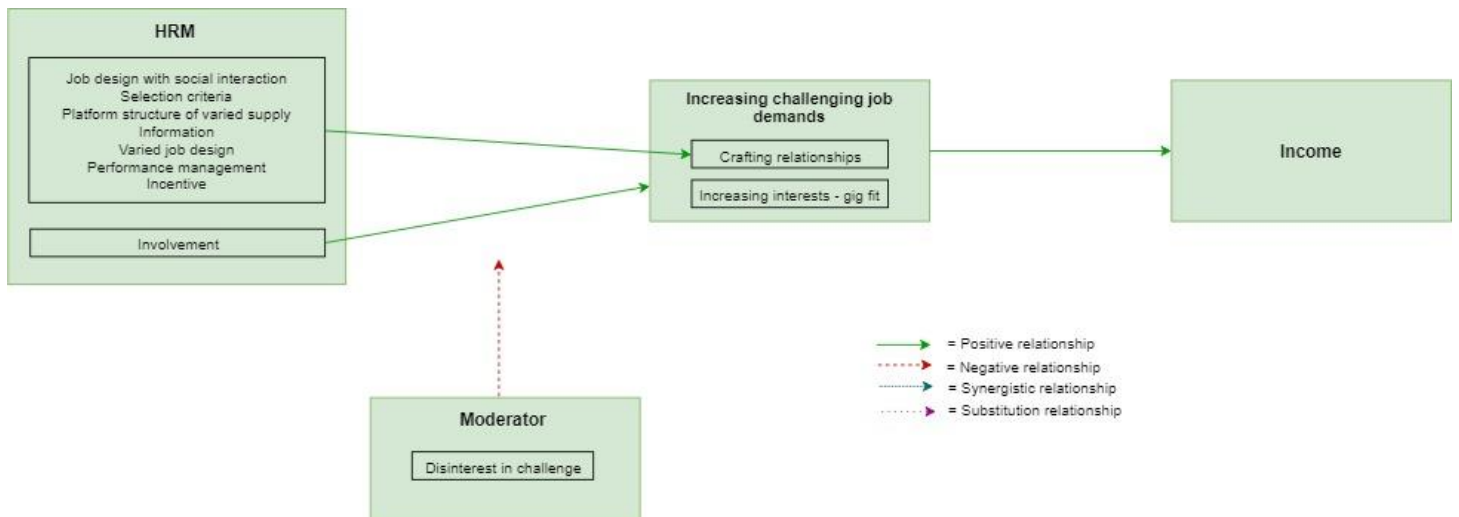 HRM
Job design with social interaction
Selection criteria
Platform structure of varied supply
Information
Varied job design
Performance management
Incentive
Involvement
Increasing challenging job
demands
Crafting relationships
Increasing interests - gig fit
Income
Moderator
Disinterest in challenge
= Positive relationship
= Negative relationship
= Synergistic relationship
= Substitution relationship